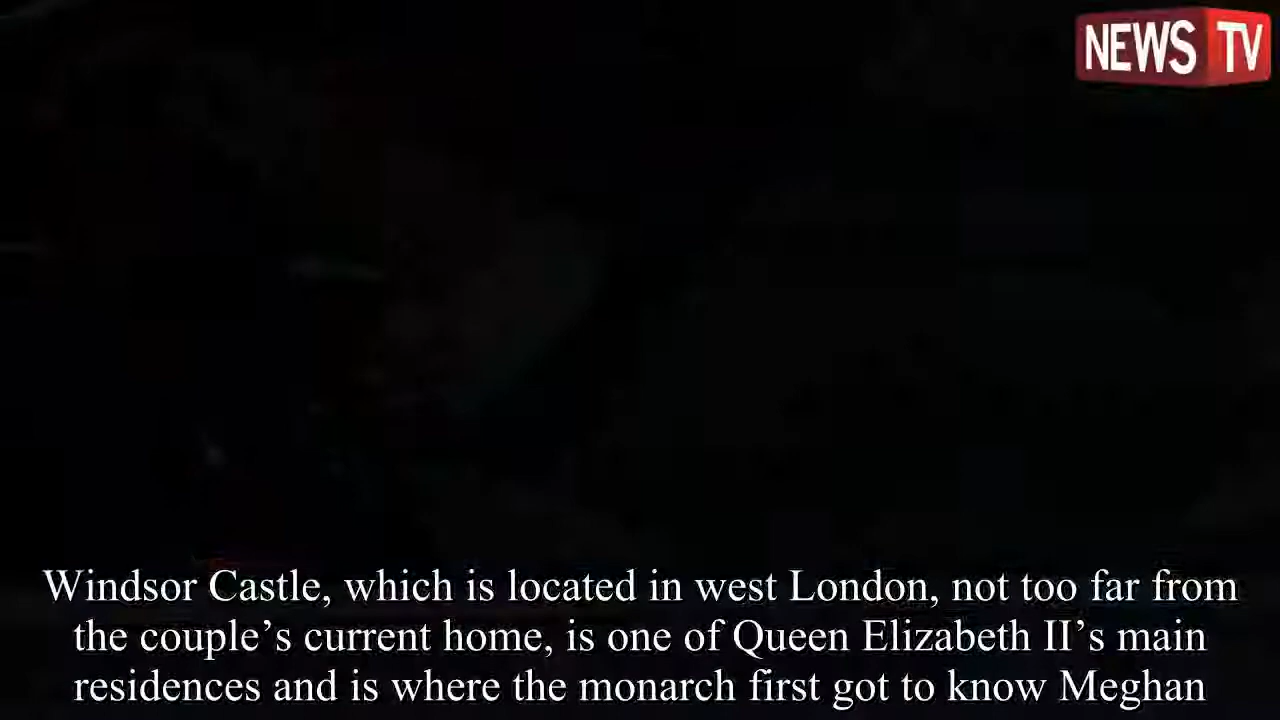 NEWS TV
Windsor Castle, which is located in west London, not too far from
the couple’s current home, is one of Queen Elizabeth II’s main
residences and is where the monarch first got to know Meghan